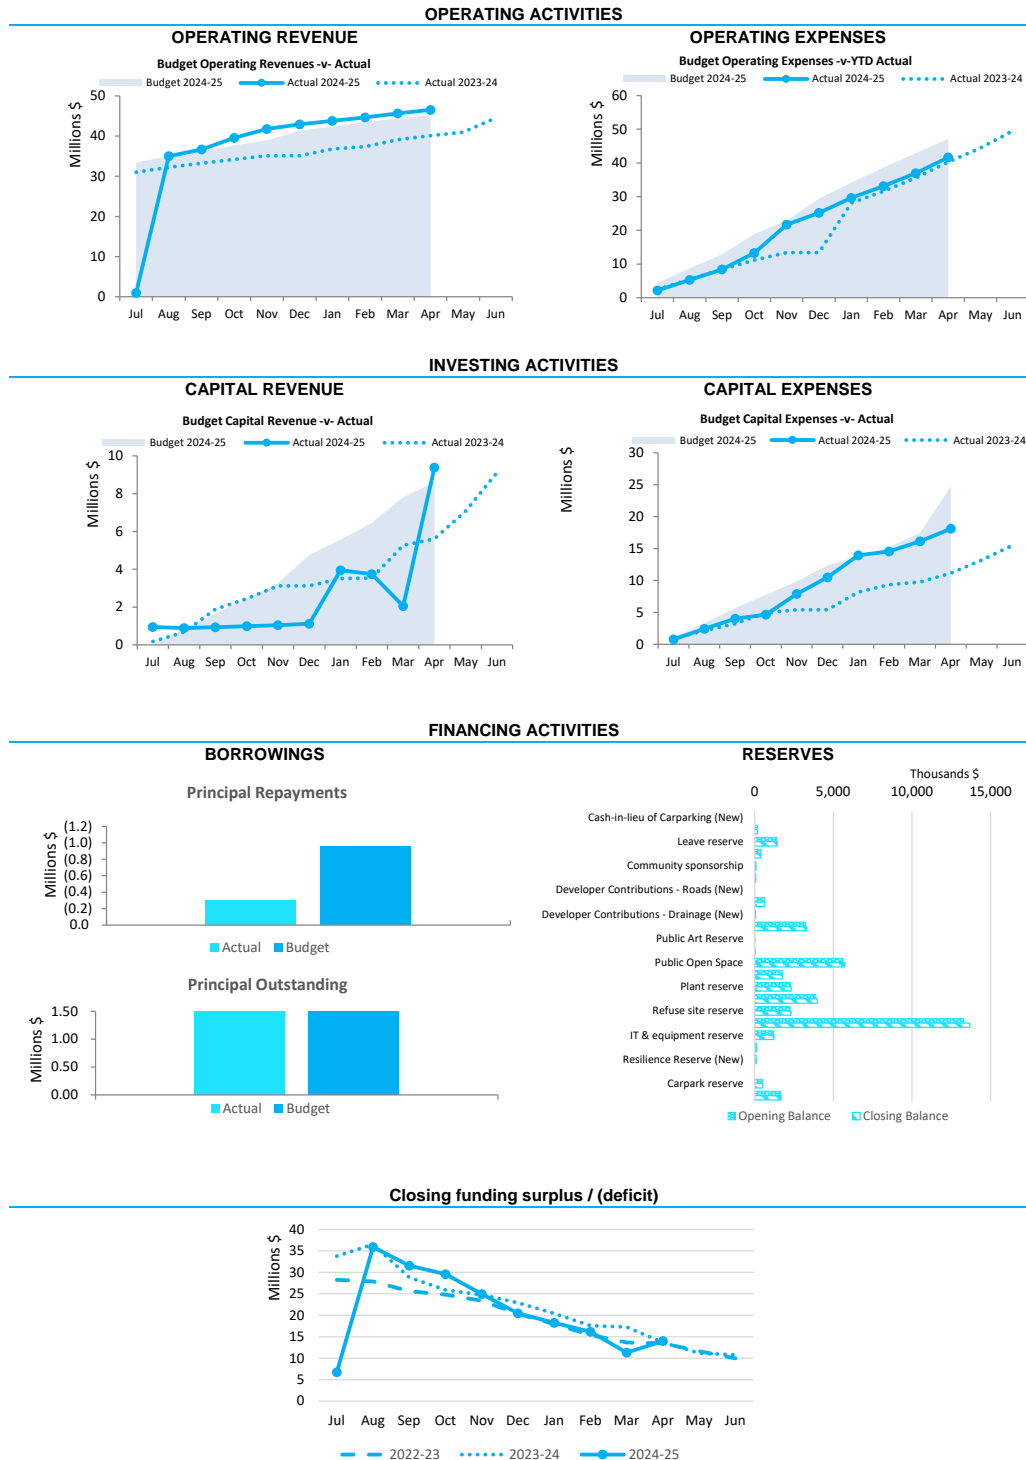 OPERATING ACTIVITIES
OPERATING REVENUE
Budget Operating Revenues -v- Actual
Budget 2024-25 Actual 2024-25 Actual 2023-24
Millions $
50
40
30
20
10
0
Jul Aug Sep Oct Nov Dec Jan Feb Mar Apr May Jun
OPERATING EXPENSES
Budget Operating Expenses -v-YTD Actual
Budget 2024-25 Actual 2024-25 Actual 2023-24
Millions $
60
50
40
30
20
10
0
Jul Aug Sep Oct Nov Dec Jan Feb Mar Apr May Jun
INVESTING ACTIVITIES
CAPITAL REVENUE
Budget Capital Revenue -v- Actual
Budget 2024-25 Actual 2024-25 Actual 2023-24
Millions $
10
8
6
4
2
0
Jul Aug Sep Oct Nov Dec Jan Feb Mar Apr May Jun
CAPITAL EXPENSES
Budget Capital Expenses -v- Actual
Budget 2024-25 Actual 2024-25 Actual 2023-24
Millions $
30
25
20
15
10
5
0
Jul Aug Sep Oct Nov Dec Jan Feb Mar Apr May Jun
FINANCING ACTIVITIES
BORROWINGS
Principal Repayments
Millions $
(1.2)
(1.0)
(0.8)
(0.6)
(0.4)
(0.2)
0.0
Actual Budget
Principal Outstanding
Millions $
1.50
1.00
0.50
0.00
Actual Budget
RESERVES
Thousands $
0 5,000 10,000 15,000
Cash-in-lieu of Carparking (New)
Leave reserve
Community sponsorship
Developer Contributions - Roads (New)
Developer Contributions - Drainage (New)
Public Art Reserve
Public Open Space
Plant reserve
Refuse site reserve
IT & equipment reserve
Resilience Reserve (New)
Carpark reserve
Opening Balance Closing Balance
Closing funding surplus / (deficit)
Millions $
40
35
30
25
20
15
10
5
0
Jul Aug Sep Oct Nov Dec Jan Feb Mar Apr May Jun
2022-23 2023-24 2024-25